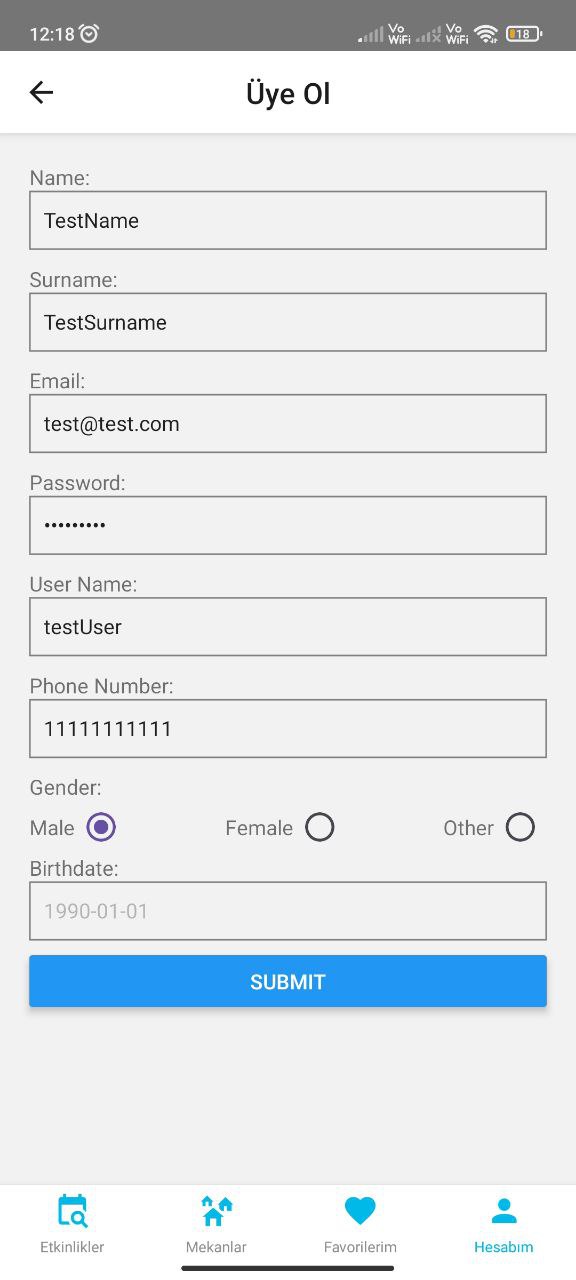 12:18
Vo WiFi Vo WiFi 18
Üye Ol
Name:
TestName
Surname:
TestSurname
Email:
test@test.com
Password:
•••••••••
User Name:
testUser
Phone Number:
11111111111
Gender:
Male Female Other
Birthdate:
1990-01-01
SUBMIT
Etkinlikler Mekanlar Favorilerim Hesabım